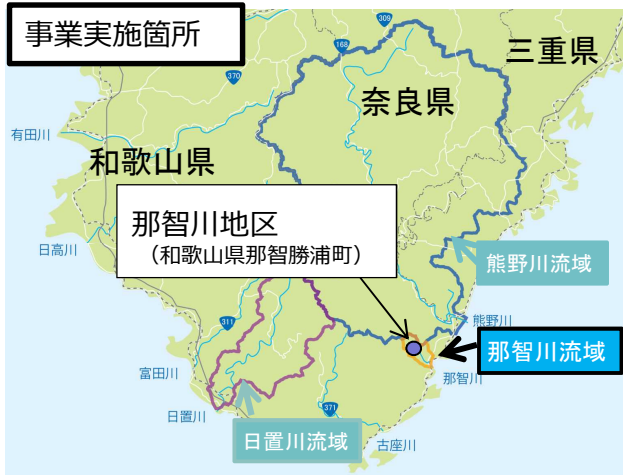 事業実施箇所
309
168
三重県
370
奈良県
有田川
和歌山県
那智川地区
（和歌山県那智勝浦町）
日高川
熊野川流域
311
熊野川
那智川流域
富田川
那智川
日置川
371
日置川流域
古座川